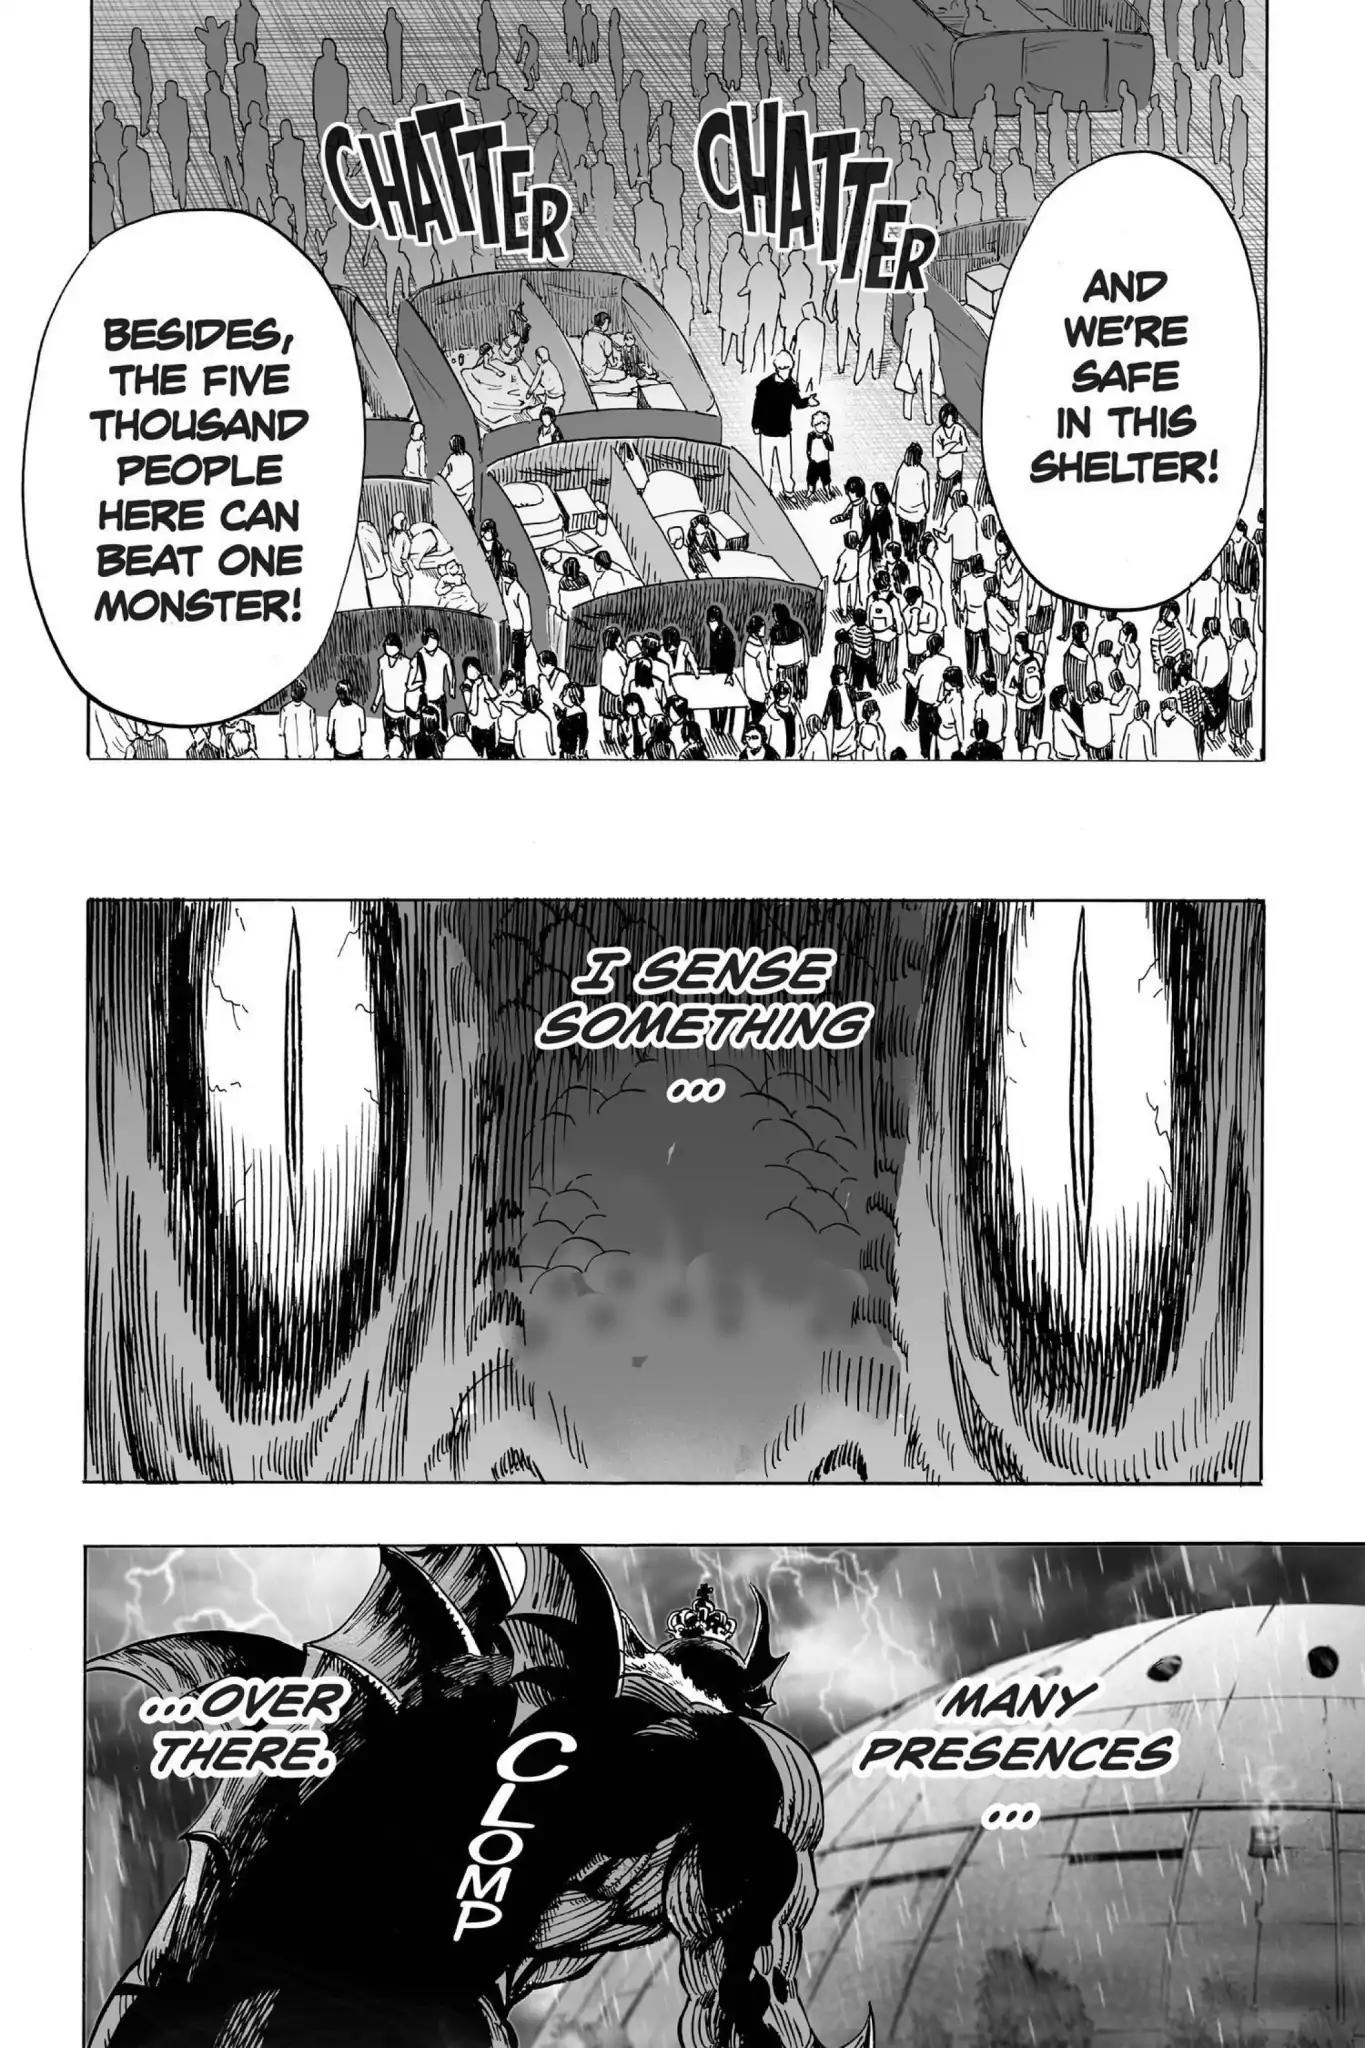 CHATTER
CHATTER
AND
WE'RE
SAFE
IN THIS
SHELTER!
BESIDES,
THE FIVE
THOUSAND
PEOPLE
HERE CAN
BEAT ONE
MONSTER!
I SENSE
SOMETHING
...
MANY
PRESENCES
...
...OVER
THERE.
CLOMP